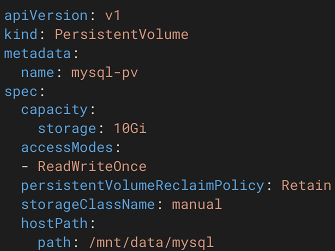 apiVersion: v1
kind: PersistentVolume
metadata:
  name: mysql-pv
spec:
  capacity:
    storage: 10Gi
  accessModes:
  - ReadWriteOnce
  persistentVolumeReclaimPolicy: Retain
  storageClassName: manual
  hostPath:
    path: /mnt/data/mysql